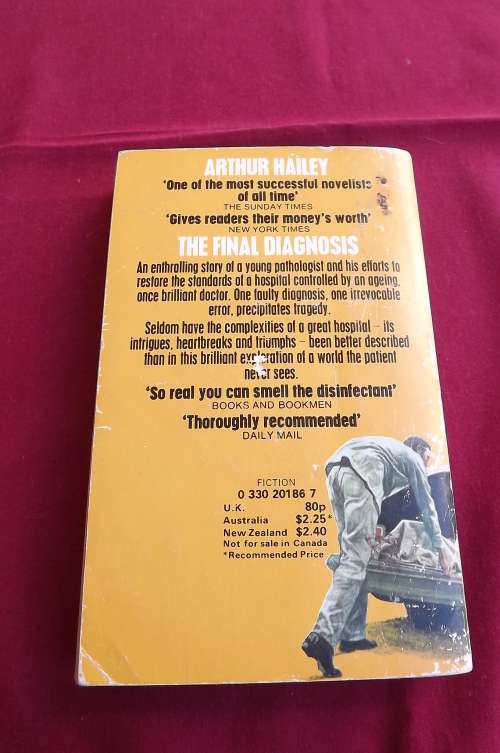 ARTHUR HAILEY
'One of the most successful novelists
of all time'
THE SUNDAY TIMES
'Gives readers their money's worth'
NEW YORK TIMES
THE FINAL DIAGNOSIS
An enthralling story of a young pathologist and his efforts to
restore the standards of a hospital controlled by an ageing,
once brilliant doctor. One faulty diagnosis, one irrevocable
error, precipitates tragedy.
Seldom have the complexities of a great hospital – its
intrigues, heartbreaks and triumphs – been better described
than in this brilliant exploration of a world the patient
never sees.
'So real you can smell the disinfectant'
BOOKS AND BOOKMEN
'Thoroughly recommended'
DAILY MAIL
FICTION
0 330 20186 7
U.K. 80p
Australia $2.25*
New Zealand $2.40
Not for sale in Canada
*Recommended Price